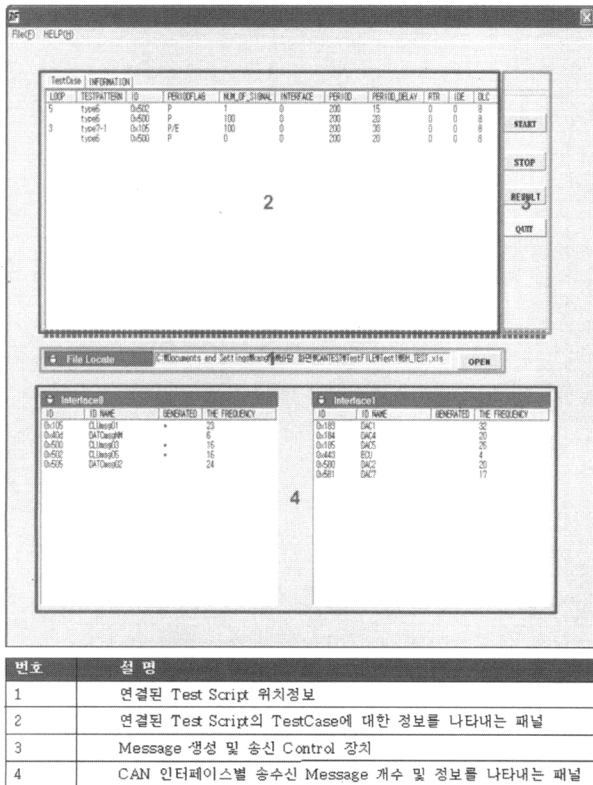 File(F) HELP(H)
TestCase INFORMATION
LOOP TESTPATTERN ID PERIODFLAG NUM_OF_SIGNAL INTERFACE PERIOD PERIOD_DELAY RTR IDE DLC
5 type6 0x502 P 1 0 200 15 0 0 8
type6 0x500 P 100 0 200 20 0 0 8
3 type7-1 0x105 P/E 100 0 200 30 0 0 8
type6 0x500 P 0 0 200 20 0 0 8
START
STOP
RESULT
QUIT
2
3
File Locate
1
OPEN
Interface0
ID ID NAME GENERATED THE FREQUENCY
0x105 CLUmsg01 * 23
0x40d DATCmsgNM 6
0x500 CLUmsg03 * 16
0x502 CLUmsg05 * 16
0x505 DATCmsg02 24
Interface1
ID ID NAME GENERATED THE FREQUENCY
0x183 DAC1 32
0x184 DAC4 20
0x185 DAC5 25
0x443 ECU 4
0x580 DAC2 20
0x581 DAC7 17
4
번호 설 명
1 연결된 Test Script 위치정보
2 연결된 Test Script의 TestCase에 대한 정보를 나타내는 패널
3 Message 생성 및 송신 Control 장치
4 CAN 인터페이스별 송수신 Message 개수 및 정보를 나타내는 패널